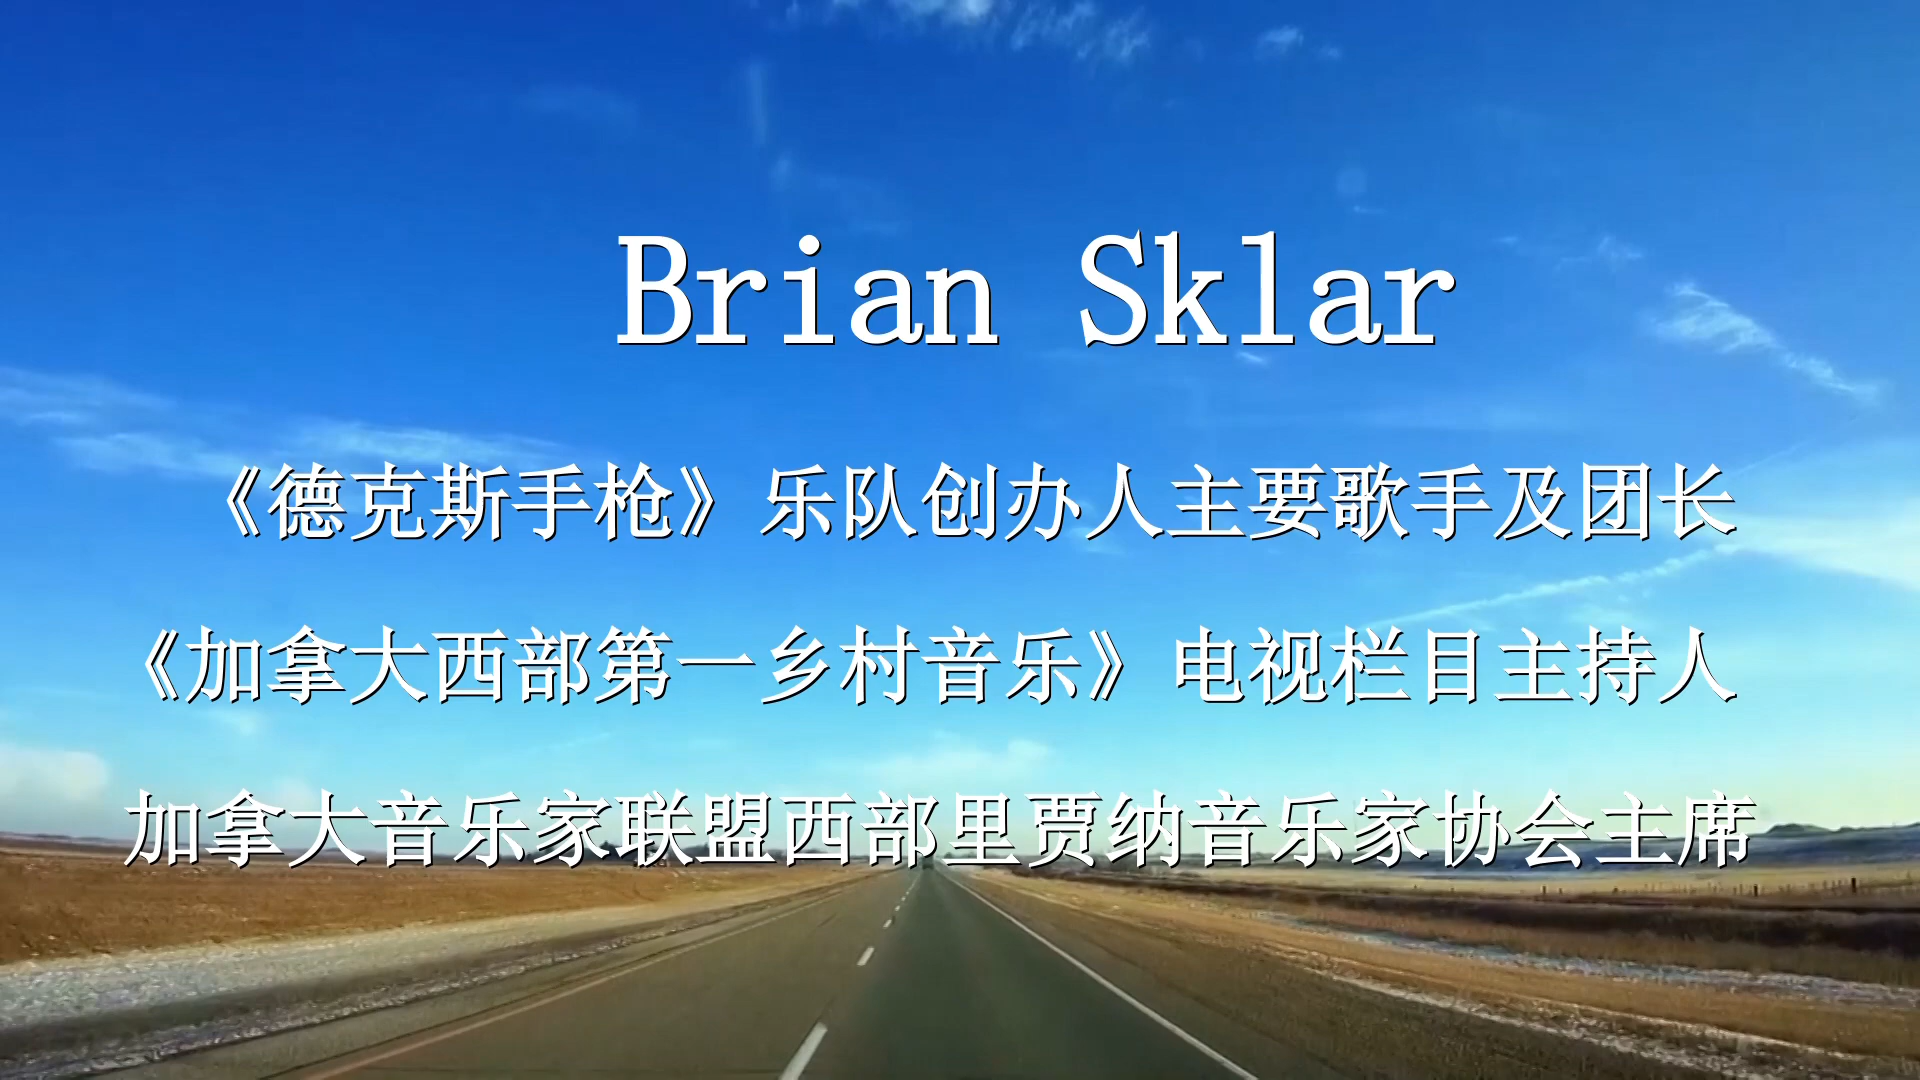 Brian Sklar
《德克斯手枪》乐队创办人主要歌手及团长
《加拿大西部第一乡村音乐》电视栏目主持人
加拿大音乐家联盟西部里贾纳音乐家协会主席